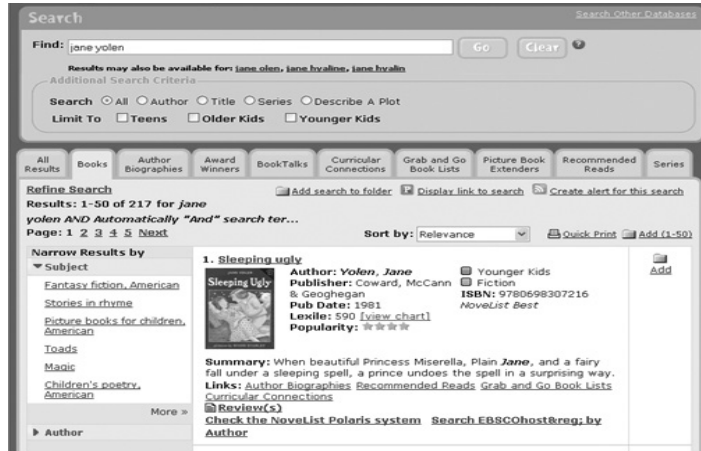 Search
Search Other Databases
Find: jane yolen Go Clear ?
Results may also be available for: jane olen, jane hyaline, jane hyalin
Additional Search Criteria
Search All Author Title Series Describe A Plot
Limit To Teens Older Kids Younger Kids
All Results Books Author Biographies Award Winners BookTalks Curricular Connections Grab and Go Book Lists Picture Book Extenders Recommended Reads Series
Refine Search Add search to folder Display link to search Create alert for this search
Results: 1-50 of 217 for jane
yolen AND Automatically "And" search ter...
Page: 1 2 3 4 5 Next Sort by: Relevance Quick Print Add (1-50)
Narrow Results by
Subject
Fantasy fiction, American
Stories in rhyme
Picture books for children,
American
Toads
Magic
Children's poetry,
American
More »
Author
1. Sleeping ugly
Sleeping Ugly
Author: Yolen, Jane
Publisher: Coward, McCann
& Geoghegan
Pub Date: 1981
Lexile: 590 [view chart]
Popularity:
Younger Kids
Fiction
ISBN: 9780698307216
NoveList Best
Add
Summary: When beautiful Princess Miserella, Plain Jane, and a fairy
fall under a sleeping spell, a prince undoes the spell in a surprising way.
Links: Author Biographies Recommended Reads Grab and Go Book Lists
Curricular Connections
Review(s)
Check the NoveList Polaris system Search EBSCOhost&reg; by
Author